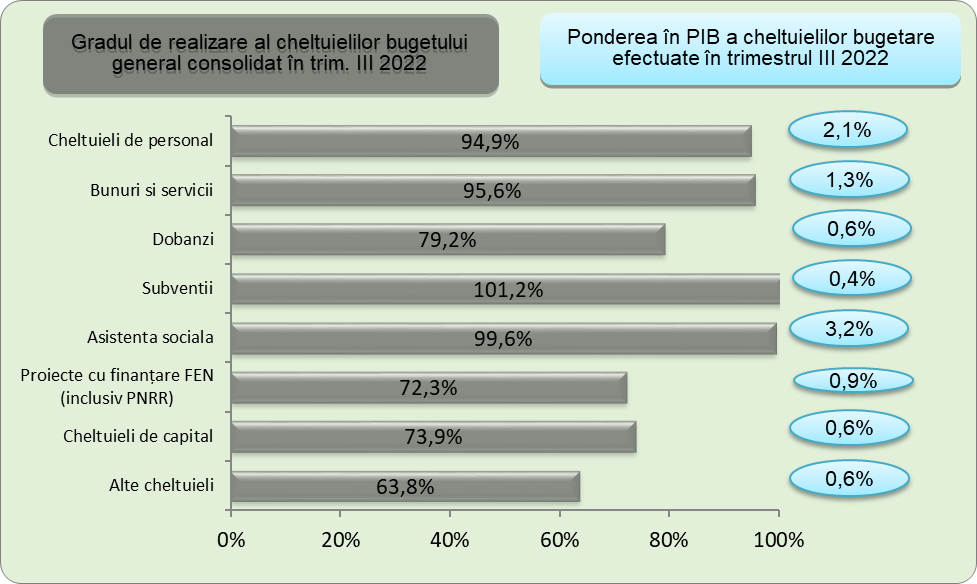 Gradul de realizare al cheltuielilor bugetului
general consolidat în trim. III 2022
Ponderea în PIB a cheltuielilor bugetare
efectuate în trimestrul III 2022
Cheltuieli de personal 94,9% 2,1%
Bunuri si servicii 95,6% 1,3%
Dobanzi 79,2% 0,6%
Subventii 101,2% 0,4%
Asistenta sociala 99,6% 3,2%
Proiecte cu finanțare FEN
(inclusiv PNRR) 72,3% 0,9%
Cheltuieli de capital 73,9% 0,6%
Alte cheltuieli 63,8% 0,6%
0% 20% 40% 60% 80% 100%